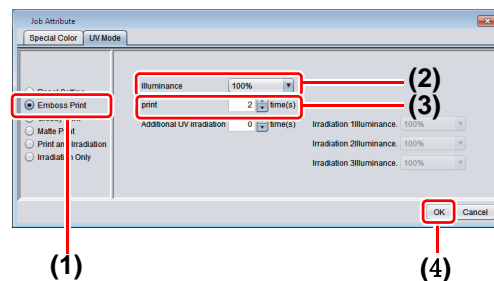 Job Attribute
Special Color UV Mode
Illuminance 100% (2)
Emboss Print print 2 time(s) (3)
Additional UV irradiation 0 time(s) Irradiation 1Illuminance. 100%
Matte Print
Print and Irradiation Irradiation 2Illuminance. 100%
Irradiation Only Irradiation 3Illuminance. 100%
OK Cancel
(1) (4)